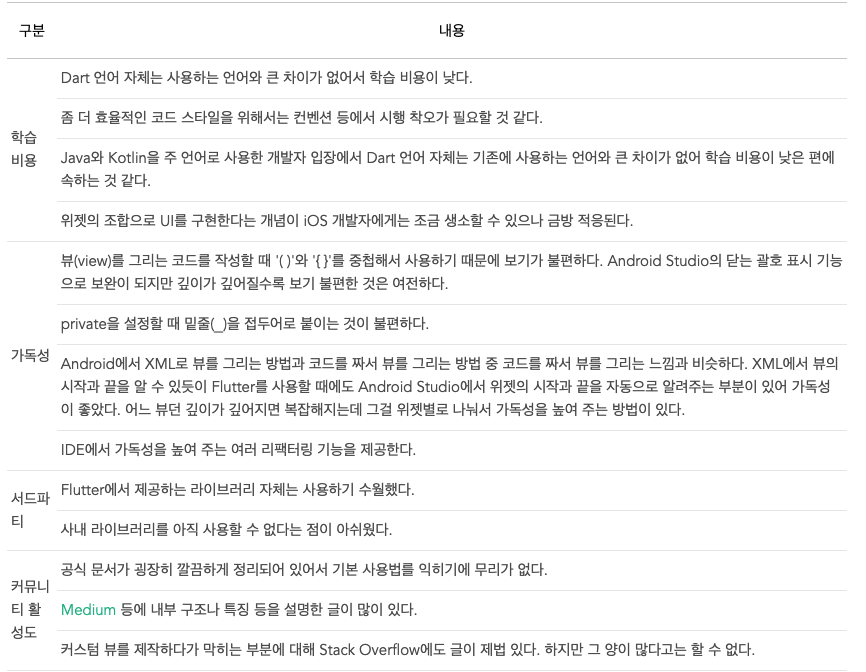 구분
내용
학습
비용
Dart 언어 자체는 사용하는 언어와 큰 차이가 없어서 학습 비용이 낮다.
좀 더 효율적인 코드 스타일을 위해서는 컨벤션 등에서 시행 착오가 필요할 것 같다.
Java와 Kotlin을 주 언어로 사용한 개발자 입장에서 Dart 언어 자체는 기존에 사용하는 언어와 큰 차이가 없어 학습 비용이 낮은 편에
속하는 것 같다.
위젯의 조합으로 UI를 구현한다는 개념이 iOS 개발자에게는 조금 생소할 수 있으나 금방 적응된다.
가독성
뷰(view)를 그리는 코드를 작성할 때 '( )'와 '{ }'를 중첩해서 사용하기 때문에 보기가 불편하다. Android Studio의 닫는 괄호 표시 기능
으로 보완이 되지만 깊이가 깊어질수록 보기 불편한 것은 여전하다.
private을 설정할 때 밑줄(_)을 접두어로 붙이는 것이 불편하다.
Android에서 XML로 뷰를 그리는 방법과 코드를 짜서 뷰를 그리는 방법 중 코드를 짜서 뷰를 그리는 느낌과 비슷하다. XML에서 뷰의
시작과 끝을 알 수 있듯이 Flutter를 사용할 때에도 Android Studio에서 위젯의 시작과 끝을 자동으로 알려주는 부분이 있어 가독성
이 좋았다. 어느 뷰던 깊이가 깊어지면 복잡해지는데 그걸 위젯별로 나눠서 가독성을 높여 주는 방법이 있다.
IDE에서 가독성을 높여 주는 여러 리팩터링 기능을 제공한다.
서드파
티
Flutter에서 제공하는 라이브러리 자체는 사용하기 수월했다.
사내 라이브러리를 아직 사용할 수 없다는 점이 아쉬웠다.
커뮤니
티 활
성도
공식 문서가 굉장히 깔끔하게 정리되어 있어서 기본 사용법를 익히기에 무리가 없다.
Medium 등에 내부 구조나 특징 등을 설명한 글이 많이 있다.
커스텀 뷰를 제작하다가 막히는 부분에 대해 Stack Overflow에도 글이 제법 있다. 하지만 그 양이 많다고는 할 수 없다.